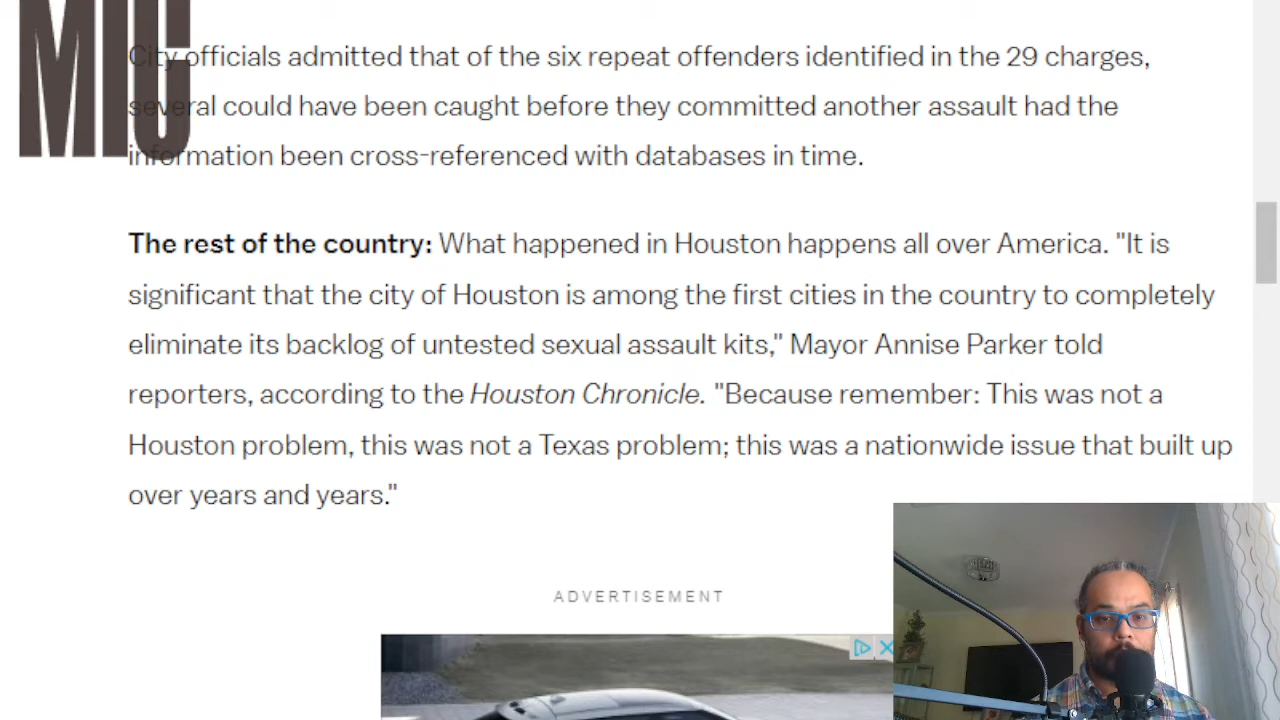 MIC
City officials admitted that of the six repeat offenders identified in the 29 charges,
several could have been caught before they committed another assault had the
information been cross-referenced with databases in time.
The rest of the country: What happened in Houston happens all over America. "It is
significant that the city of Houston is among the first cities in the country to completely
eliminate its backlog of untested sexual assault kits," Mayor Annise Parker told
reporters, according to the Houston Chronicle. "Because remember: This was not a
Houston problem, this was not a Texas problem; this was a nationwide issue that built up
over years and years."
ADVERTISEMENT